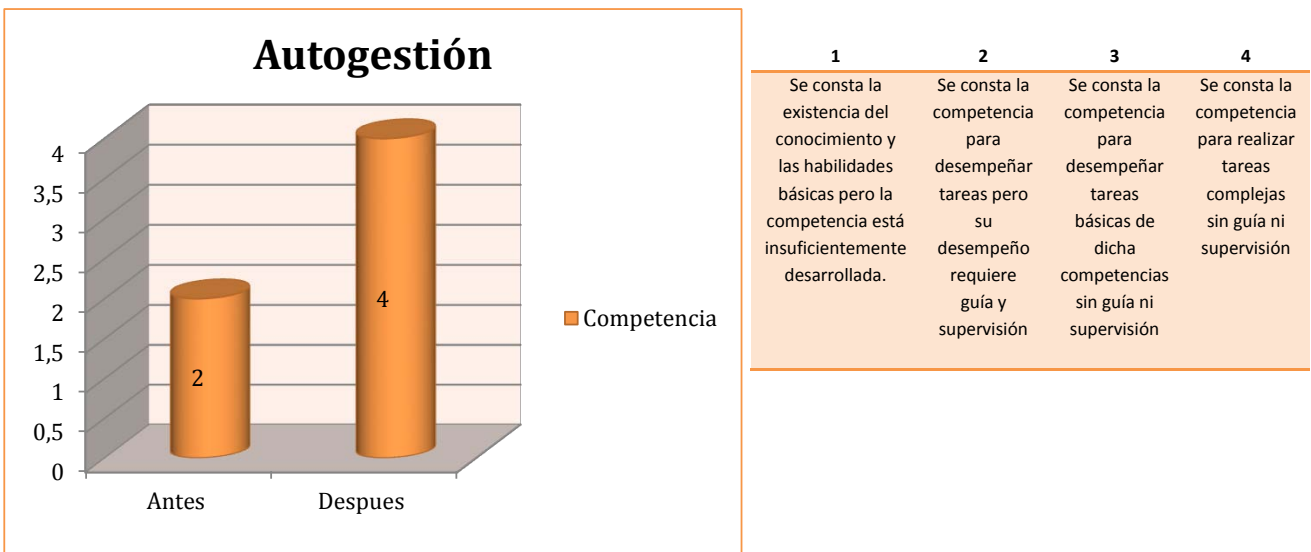 Autogestión
4
3,5
3
2,5
2
1,5
1
0,5
0
2
4
Antes
Despues
Competencia
1
Se consta la
existencia del
conocimiento y
las habilidades
básicas pero la
competencia está
insuficientemente
desarrollada.
2
Se consta la
competencia
para
desempeñar
tareas pero
su
desempeño
requiere
guía y
supervisión
3
Se consta la
competencia
para
desempeñar
tareas
básicas de
dicha
competencias
sin guía ni
supervisión
4
Se consta la
competencia
para realizar
tareas
complejas
sin guía ni
supervisión